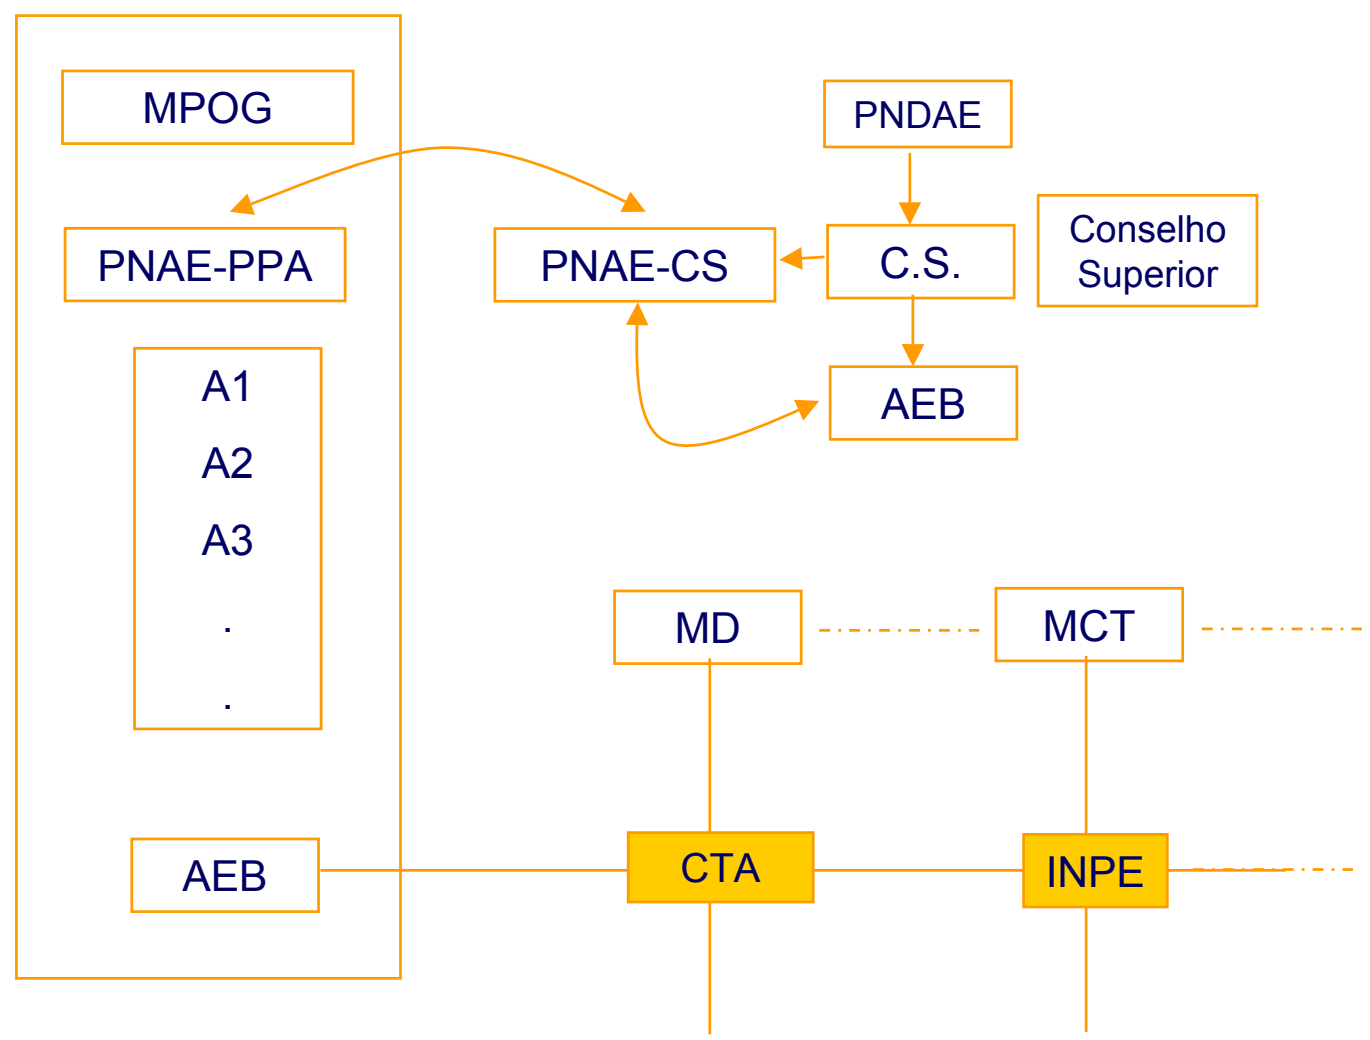 MPOG
PNDAE
PNAE-PPA
PNAE-CS
C.S.
Conselho
Superior
A1
A2
A3
.
.
AEB
MD
MCT
AEB
CTA
INPE